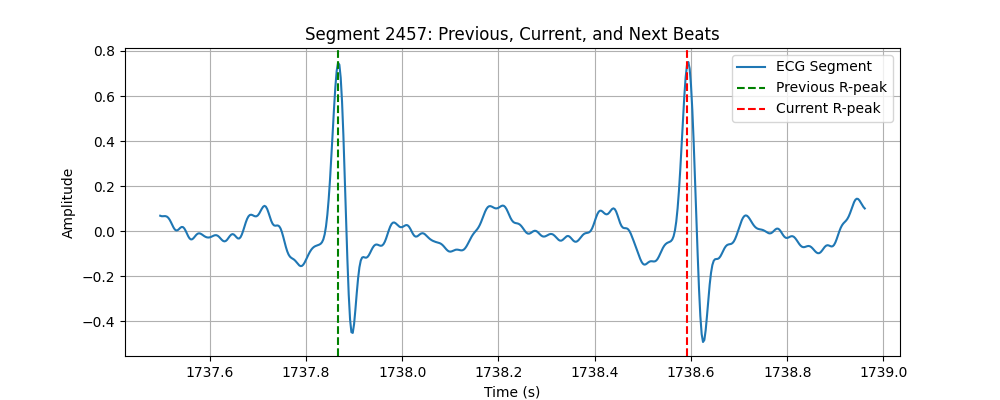 Segment 2457: Previous, Current, and Next Beats
ECG Segment
Previous R-peak
Current R-peak
Amplitude
0.8
0.6
0.4
0.2
0.0
−0.2
−0.4
1737.6 1737.8 1738.0 1738.2 1738.4 1738.6 1738.8 1739.0
Time (s)